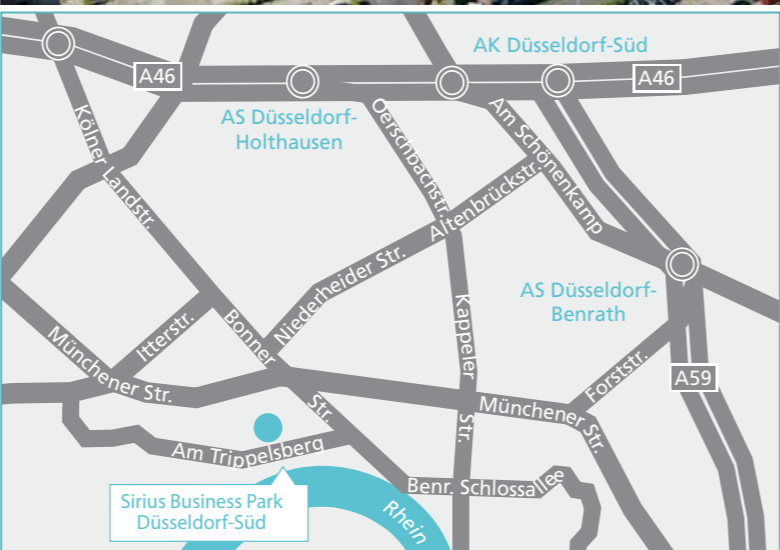 AK Düsseldorf-Süd
A46
A46
AS Düsseldorf-
Holthausen
Kölner Landstr.
Oerschbachstr.
Am Schönenkamp
Altenbrückstr.
Niederheider Str.
AS Düsseldorf-
Benrath
Kappeler Str.
Itterstr.
Bonner Str.
Münchener Str.
Forststr.
A59
Münchener Str.
Am Trippelsberg
Benr. Schlossallee
Sirius Business Park
Düsseldorf-Süd
Rhein